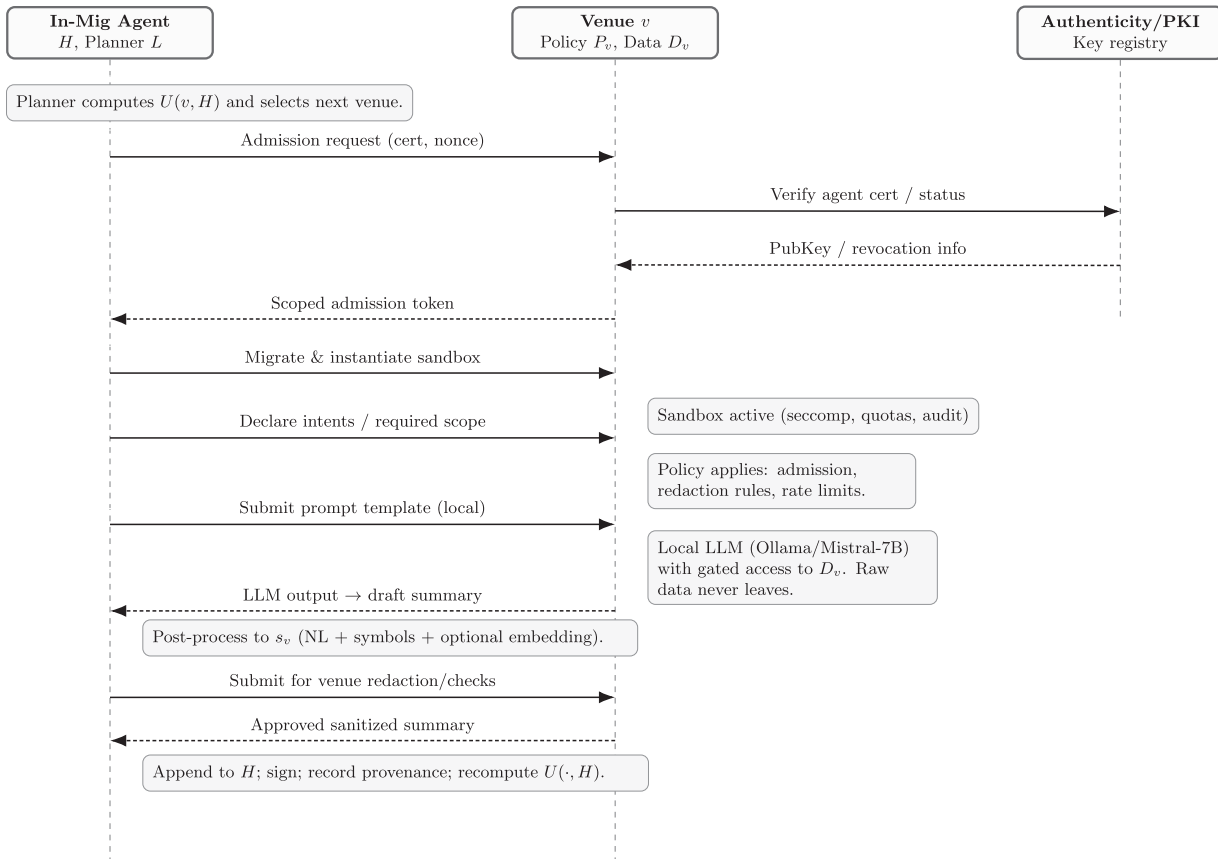 In-Mig Agent
H, Planner L
Venue v
Policy P_v, Data D_v
Authenticity/PKI
Key registry
Planner computes U(v, H) and selects next venue.
Admission request (cert, nonce)
Verify agent cert / status
PubKey / revocation info
Scoped admission token
Migrate & instantiate sandbox
Sandbox active (seccomp, quotas, audit)
Declare intents / required scope
Policy applies: admission,
redaction rules, rate limits.
Submit prompt template (local)
Local LLM (Ollama/Mistral-7B)
with gated access to D_v. Raw
data never leaves.
LLM output → draft summary
Post-process to s_v (NL + symbols + optional embedding).
Submit for venue redaction/checks
Approved sanitized summary
Append to H; sign; record provenance; recompute U(·, H).